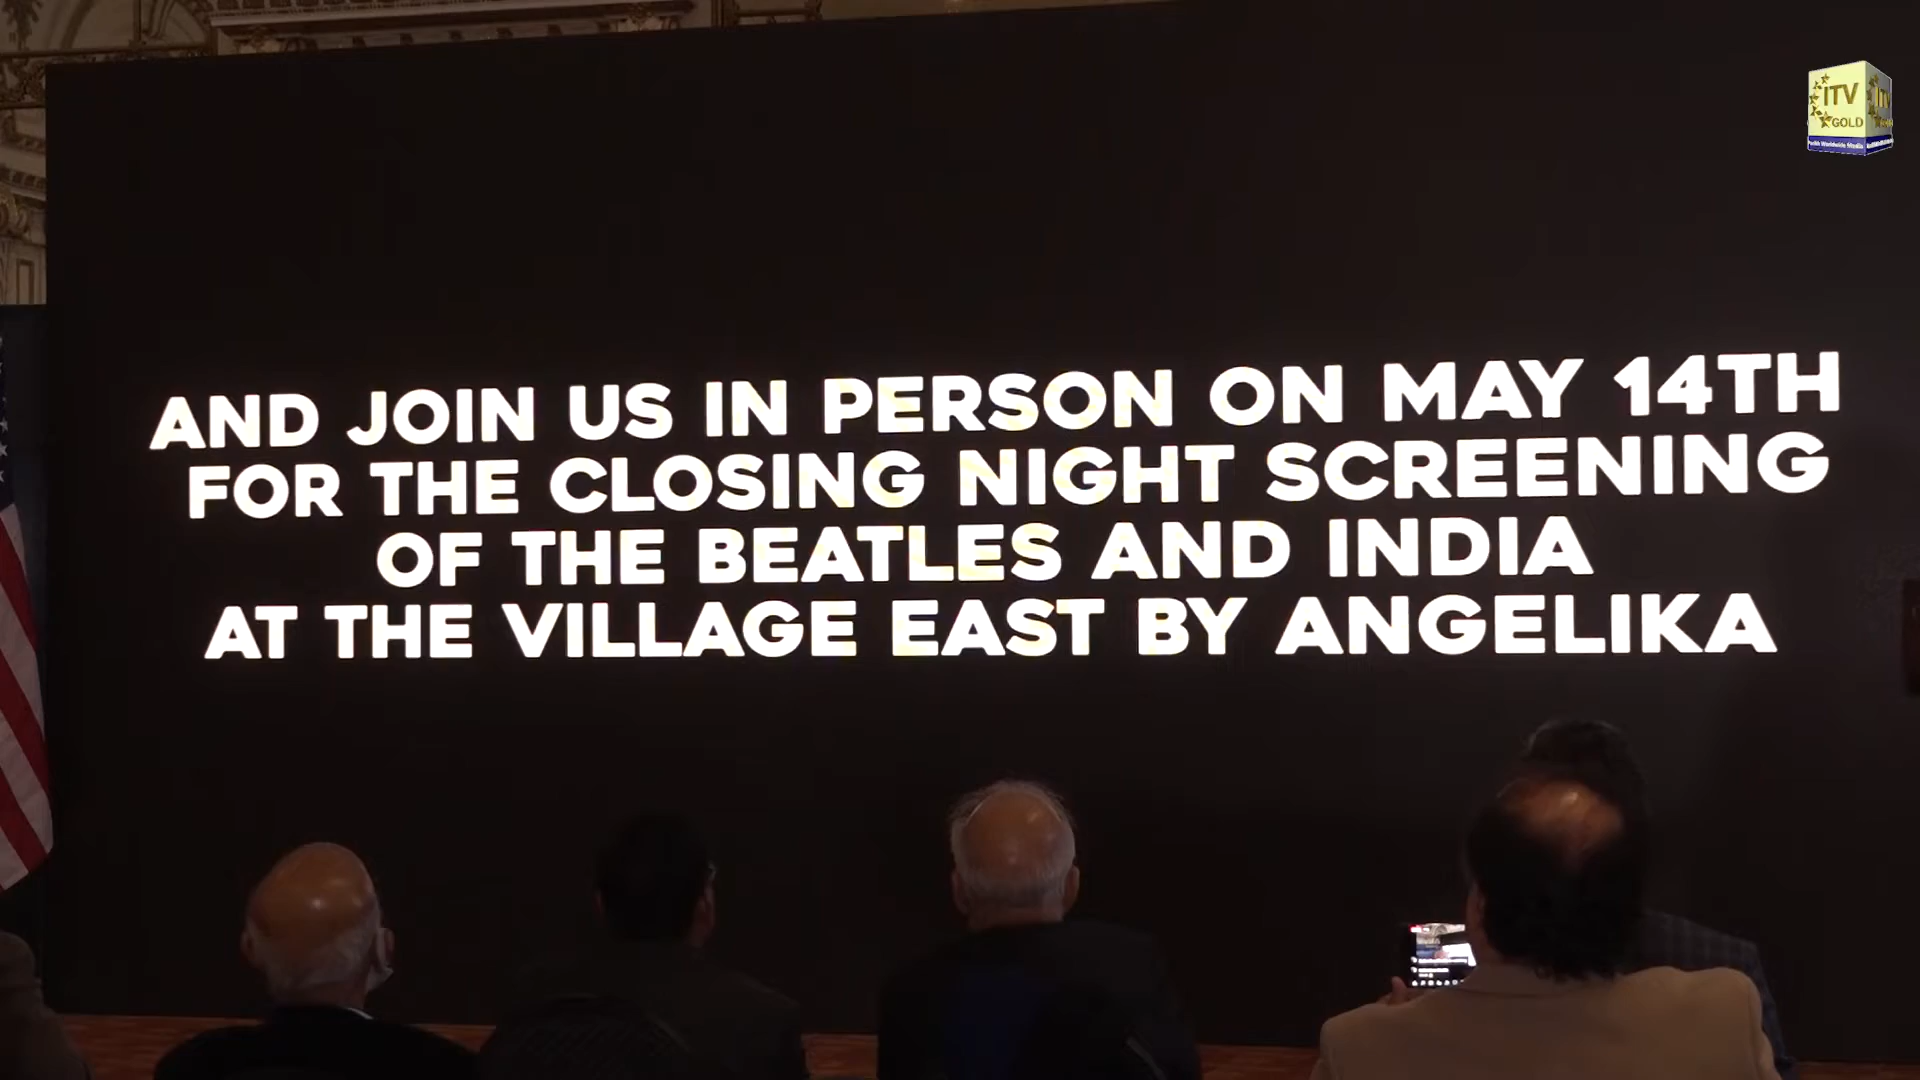 ITV
GOLD
AND JOIN US IN PERSON ON MAY 14TH
FOR THE CLOSING NIGHT SCREENING
OF THE BEATLES AND INDIA
AT THE VILLAGE EAST BY ANGELIKA